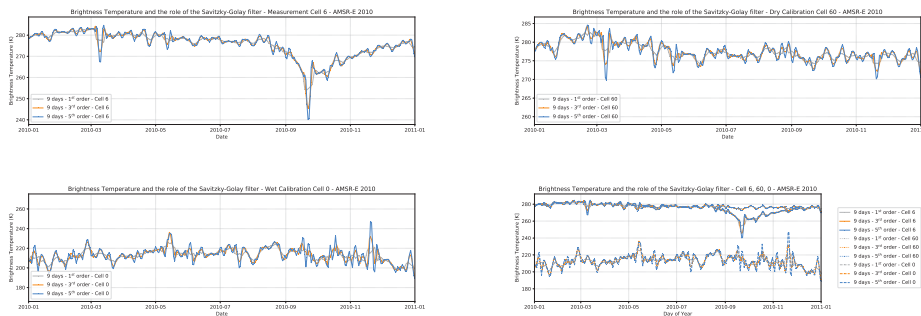 Brightness Temperature and the role of the Savitzky-Golay filter - Measurement Cell 6 - AMSR-E 2010
Brightness Temperature (K)
280
270
260
250
240
9 days - 1st order - Cell 6
9 days - 3rd order - Cell 6
9 days - 5th order - Cell 6
2010-01 2010-03 2010-05 2010-07 2010-09 2010-11 2011-01
Date
Brightness Temperature and the role of the Savitzky-Golay filter - Dry Calibration Cell 60 - AMSR-E 2010
Brightness Temperature (K)
285
280
275
270
265
260
9 days - 1st order - Cell 60
9 days - 3rd order - Cell 60
9 days - 5th order - Cell 60
2010-01 2010-03 2010-05 2010-07 2010-09 2010-11 2011-01
Date
Brightness Temperature and the role of the Savitzky-Golay filter - Wet Calibration Cell 0 - AMSR-E 2010
Brightness Temperature (K)
260
240
220
200
180
9 days - 1st order - Cell 0
9 days - 3rd order - Cell 0
9 days - 5th order - Cell 0
2010-01 2010-03 2010-05 2010-07 2010-09 2010-11 2011-01
Date
Brightness Temperature and the role of the Savitzky-Golay filter - Cell 6, 60, 0 - AMSR-E 2010
Brightness Temperature (K)
280
260
240
220
200
180
2010-01 2010-03 2010-05 2010-07 2010-09 2010-11 2011-01
Day of Year
9 days - 1st order - Cell 6
9 days - 3rd order - Cell 6
9 days - 5th order - Cell 6
9 days - 1st order - Cell 60
9 days - 3rd order - Cell 60
9 days - 5th order - Cell 60
9 days - 1st order - Cell 0
9 days - 3rd order - Cell 0
9 days - 5th order - Cell 0